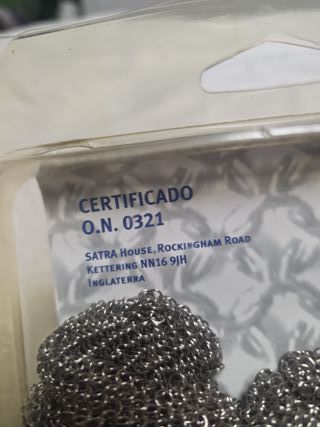 CERTIFICADO
O.N. 0321
SATRA HOUSE, ROCKINGHAM ROAD
KETTERING NN16 9JH
INGLATERRA